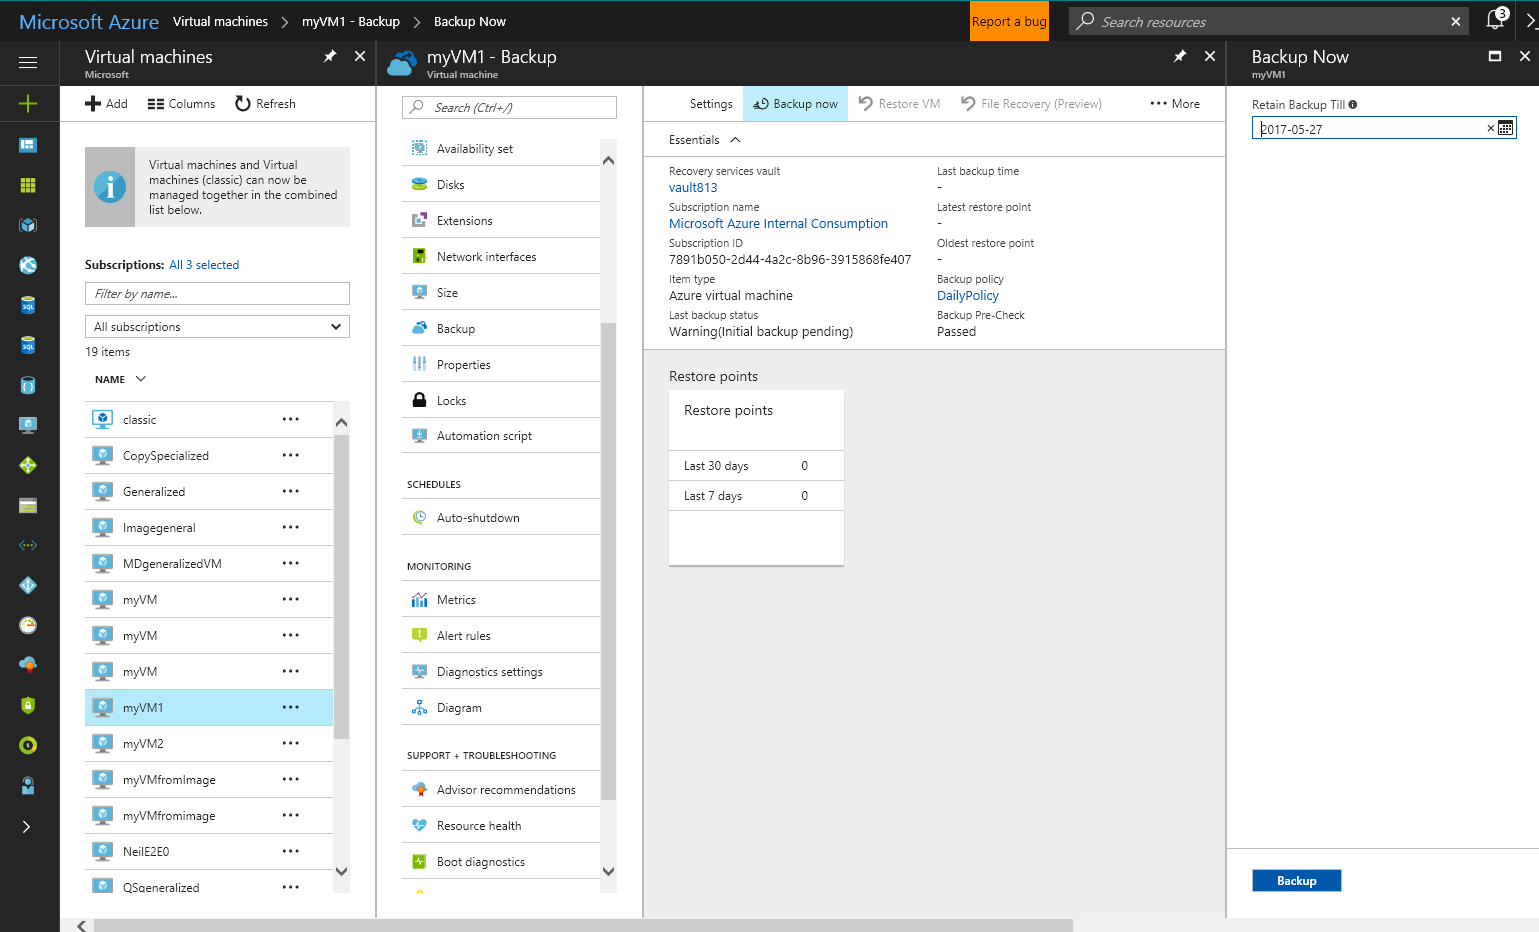 Microsoft Azure Virtual machines myVM1 - Backup Backup Now
Report a bug
Search resources
3
Virtual machines
Microsoft
Add Columns Refresh
Virtual machines and Virtual
machines (classic) can now be
managed together in the combined
list below.
Subscriptions: All 3 selected
Filter by name...
All subscriptions
19 items
NAME
classic
CopySpecialized
Generalized
Imagegeneral
MDgeneralizedVM
myVM
myVM
myVM
myVM1
myVM2
myVMfromImage
myVMfromimage
NeilE2E0
QSgeneralized
myVM1 - Backup
Virtual machine
Search (Ctrl+/)
Availability set
Disks
Extensions
Network interfaces
Size
Backup
Properties
Locks
Automation script
SCHEDULES
Auto-shutdown
MONITORING
Metrics
Alert rules
Diagnostics settings
Diagram
SUPPORT + TROUBLESHOOTING
Advisor recommendations
Resource health
Boot diagnostics
Settings Backup now Restore VM File Recovery (Preview) More
Essentials
Recovery services vault
vault813
Subscription name
Microsoft Azure Internal Consumption
Subscription ID
7891b050-2d44-4a2c-8b96-3915868fe407
Item type
Azure virtual machine
Last backup status
Warning(Initial backup pending)
Last backup time
-
Latest restore point
-
Oldest restore point
-
Backup policy
DailyPolicy
Backup Pre-Check
Passed
Restore points
Restore points
Last 30 days 0
Last 7 days 0
Backup Now
myVM1
Retain Backup Till
2017-05-27
Backup